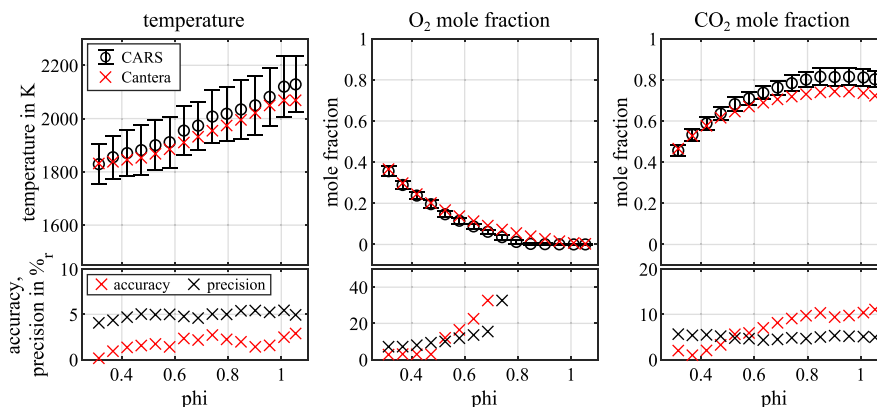 temperature
O₂ mole fraction
CO₂ mole fraction
temperature in K
2200
2000
1800
1600
CARS
Cantera
mole fraction
1
0.8
0.6
0.4
0.2
0
mole fraction
1
0.8
0.6
0.4
0.2
0
accuracy,
precision in %r
10
5
0
accuracy
precision
40
20
0
20
10
0
0.4 0.6 0.8 1
0.4 0.6 0.8 1
0.4 0.6 0.8 1
phi
phi
phi